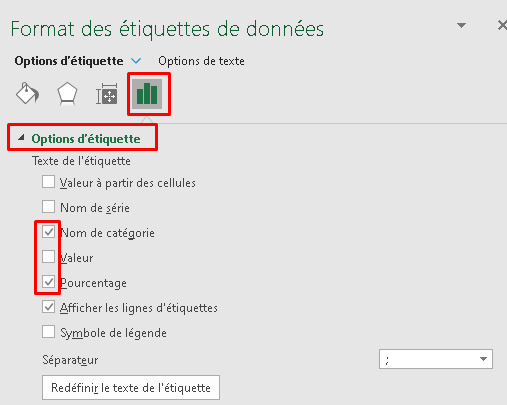 Format des étiquettes de données
Options d'étiquette Options de texte
Options d'étiquette
Texte de l'étiquette
Valeur à partir des cellules
Nom de série
Nom de catégorie
Valeur
Pourcentage
Afficher les lignes d'étiquettes
Symbole de légende
Séparateur ;
Redéfinir le texte de l'étiquette